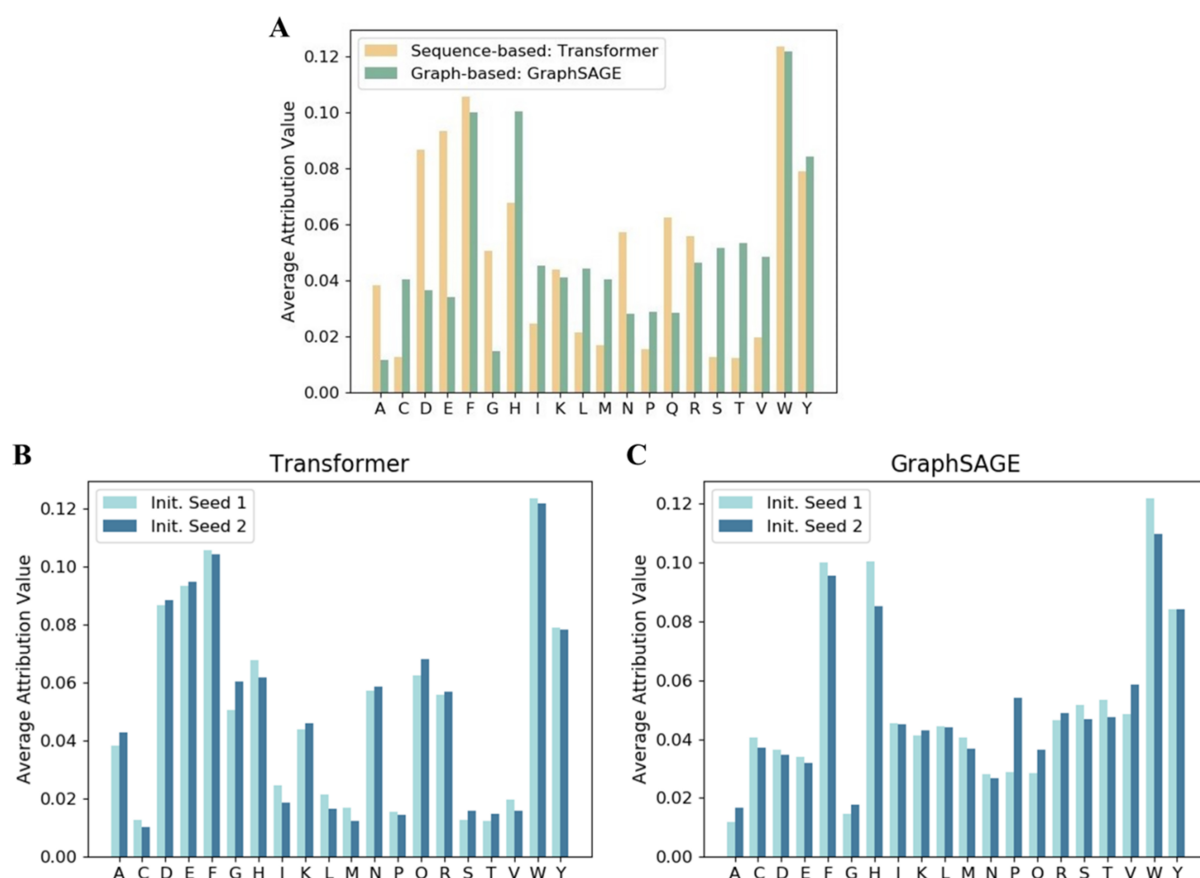 A
Sequence-based: Transformer
Graph-based: GraphSAGE
Average Attribution Value
0.12
0.10
0.08
0.06
0.04
0.02
0.00
A C D E F G H I K L M N P Q R S T V W Y
B
Transformer
Init. Seed 1
Init. Seed 2
Average Attribution Value
0.12
0.10
0.08
0.06
0.04
0.02
0.00
A C D E F G H I K L M N P Q R S T V W Y
C
GraphSAGE
Init. Seed 1
Init. Seed 2
Average Attribution Value
0.12
0.10
0.08
0.06
0.04
0.02
0.00
A C D E F G H I K L M N P Q R S T V W Y